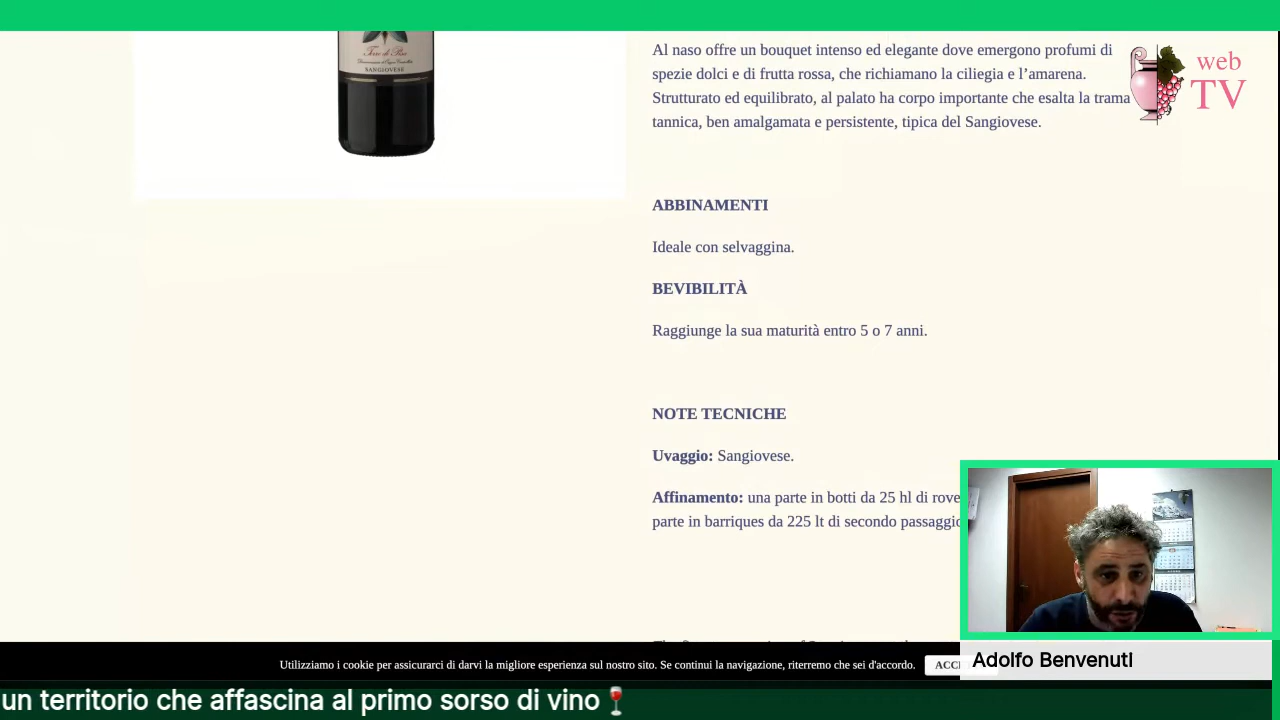 Terre di Pisa
SANGIOVESE
Al naso offre un bouquet intenso ed elegante dove emergono profumi di
spezie dolci e di frutta rossa, che richiamano la ciliegia e l’amarena.
Strutturato ed equilibrato, al palato ha corpo importante che esalta la trama
tannica, ben amalgamata e persistente, tipica del Sangiovese.
web
TV
ABBINAMENTI
Ideale con selvaggina.
BEVIBILITÀ
Raggiunge la sua maturità entro 5 o 7 anni.
NOTE TECNICHE
Uvaggio: Sangiovese.
Affinamento: una parte in botti da 25 hl di rove
parte in barriques da 225 lt di secondo passaggio
Utilizziamo i cookie per assicurarci di darvi la migliore esperienza sul nostro sito. Se continui la navigazione, riterremo che sei d'accordo.
Adolfo Benvenuti
un territorio che affascina al primo sorso di vino🍷